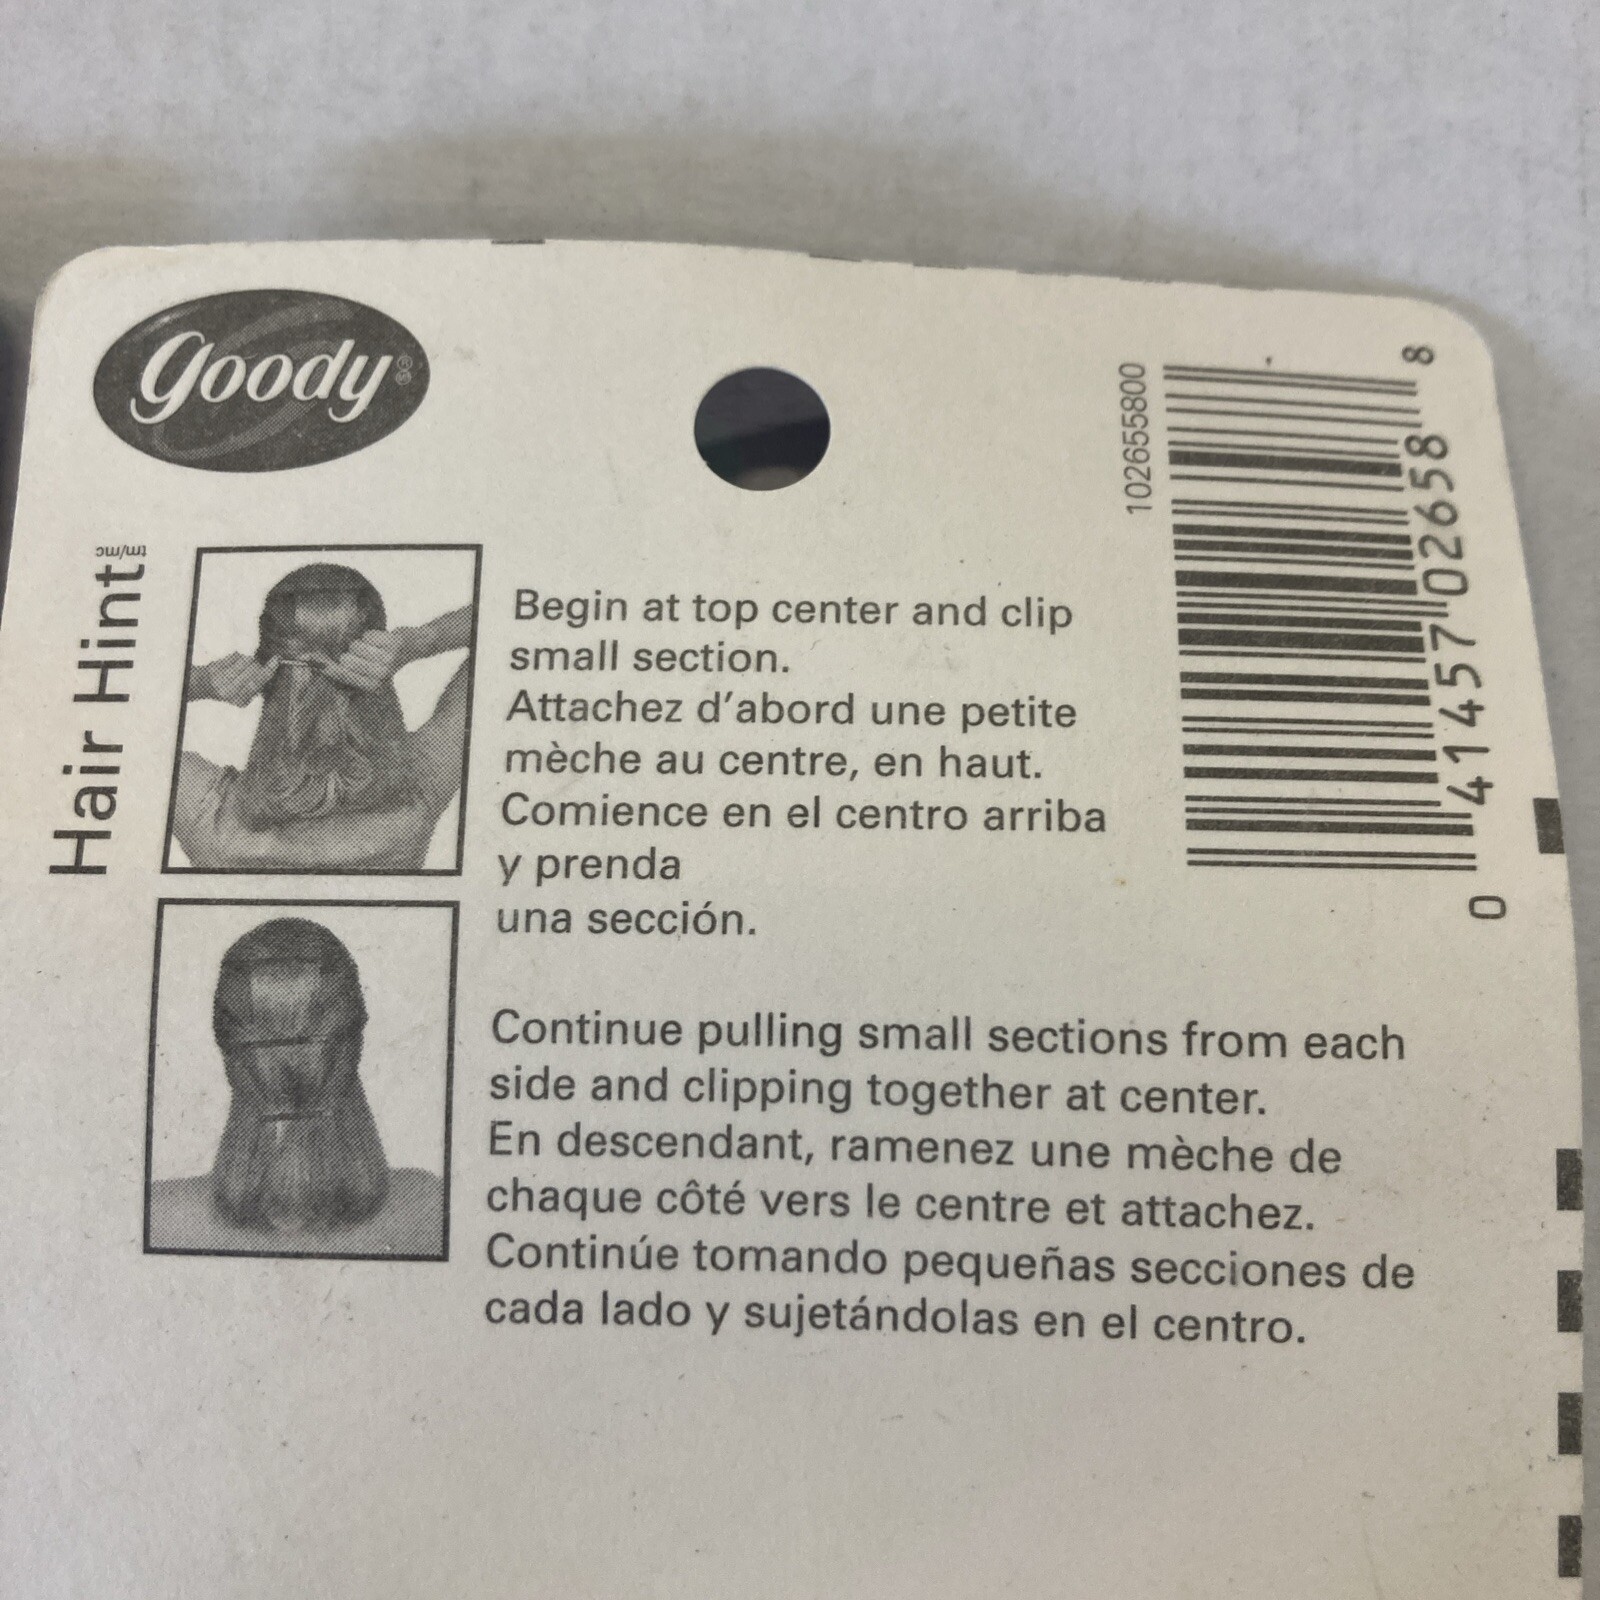 goody
Hair Hint
tm/mc
Begin at top center and clip
small section.
Attachez d'abord une petite
mèche au centre, en haut.
Comience en el centro arriba
y prenda
una sección.
Continue pulling small sections from each
side and clipping together at center.
En descendant, ramenez une mèche de
chaque côté vers le centre et attachez.
Continúe tomando pequeñas secciones de
cada lado y sujetándolas en el centro.
102655800
0 41457 02658 8